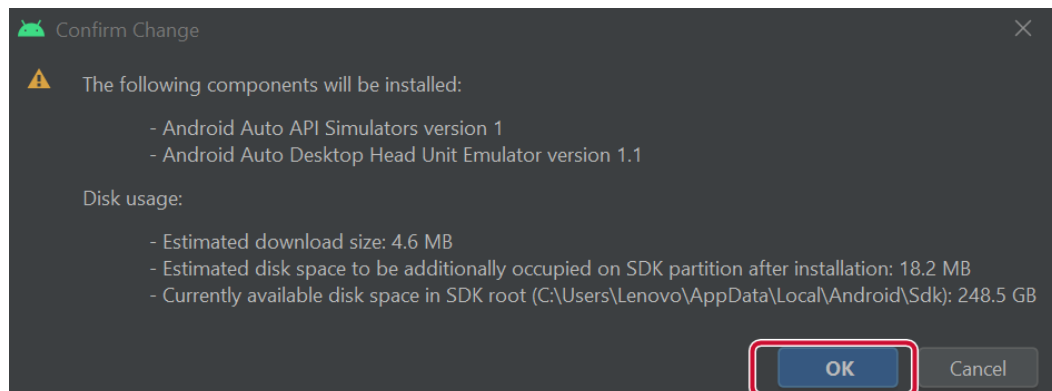 Confirm Change
The following components will be installed:
- Android Auto API Simulators version 1
- Android Auto Desktop Head Unit Emulator version 1.1
Disk usage:
- Estimated download size: 4.6 MB
- Estimated disk space to be additionally occupied on SDK partition after installation: 18.2 MB
- Currently available disk space in SDK root (C:\Users\Lenovo\AppData\Local\Android\Sdk): 248.5 GB
OK Cancel